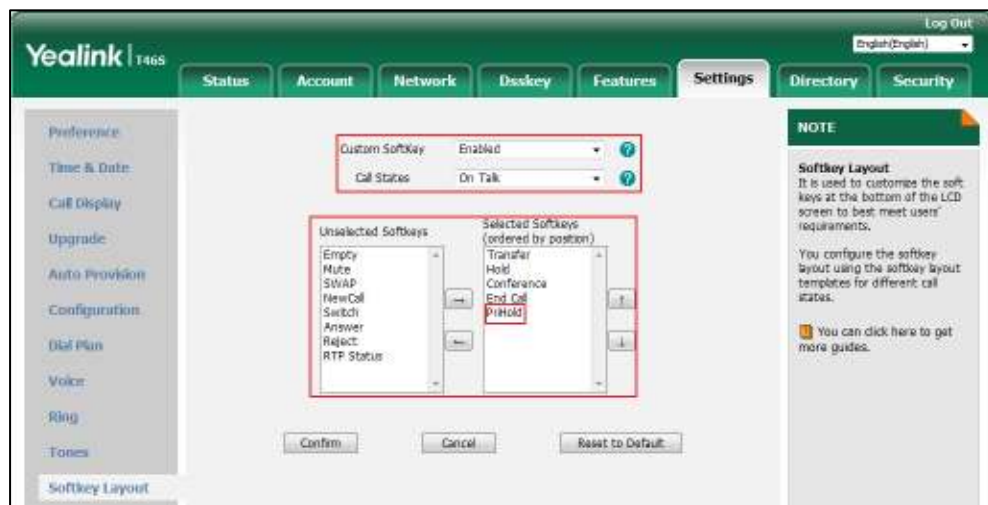 Log Out
Yealink T46S
English(English)
Status Account Network Dsskey Features Settings Directory Security
Preference
Time & Date
Call Display
Upgrade
Auto Provision
Configuration
Dial Plan
Voice
Ring
Tones
Softkey Layout
Custom SoftKey Enabled ?
Call States On Talk ?
Unselected Softkeys
Empty
Mute
SWAP
NewCall
Switch
Answer
Reject
RTP Status
Selected Softkeys
(ordered by position)
Transfer
Hold
Conference
End Call
PriHold
→
←
↑
↓
Confirm Cancel Reset to Default
NOTE
Softkey Layout
It is used to customize the soft
keys at the bottom of the LCD
screen to best meet users'
requirements.
You configure the softkey
layout using the softkey layout
templates for different call
states.
You can click here to get
more guides.